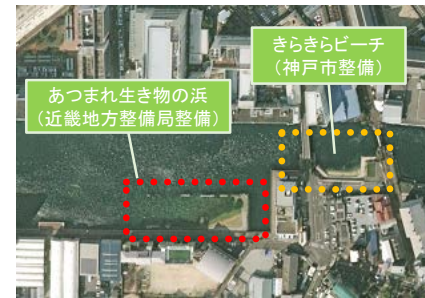 きらきらビーチ
（神戸市整備）
あつまれ生き物の浜
（近畿地方整備局整備）